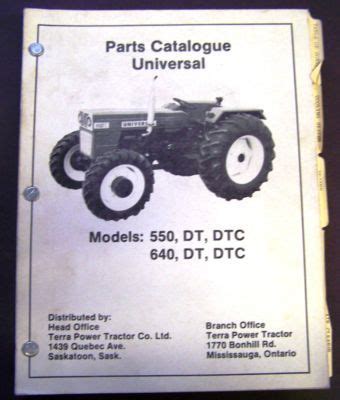 Parts Catalogue
Universal
UNIVERS
Models: 550, DT, DTC
640, DT, DTC
Distributed by:
Head Office
Terra Power Tractor Co. Ltd.
1439 Quebec Ave.
Saskatoon, Sask.
Branch Office
Terra Power Tractor
1770 Bonhill Rd.
Mississauga, Ontario